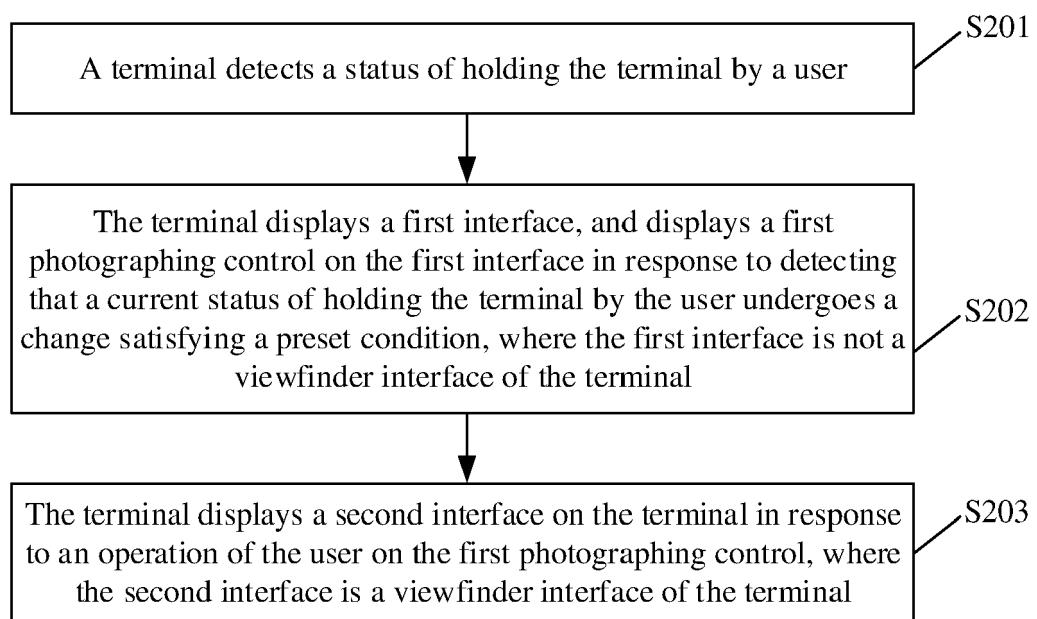 A terminal detects a status of holding the terminal by a user
S201
The terminal displays a first interface, and displays a first
photographing control on the first interface in response to detecting
that a current status of holding the terminal by the user undergoes a
change satisfying a preset condition, where the first interface is not a
viewfinder interface of the terminal
S202
The terminal displays a second interface on the terminal in response
to an operation of the user on the first photographing control, where
the second interface is a viewfinder interface of the terminal
S203